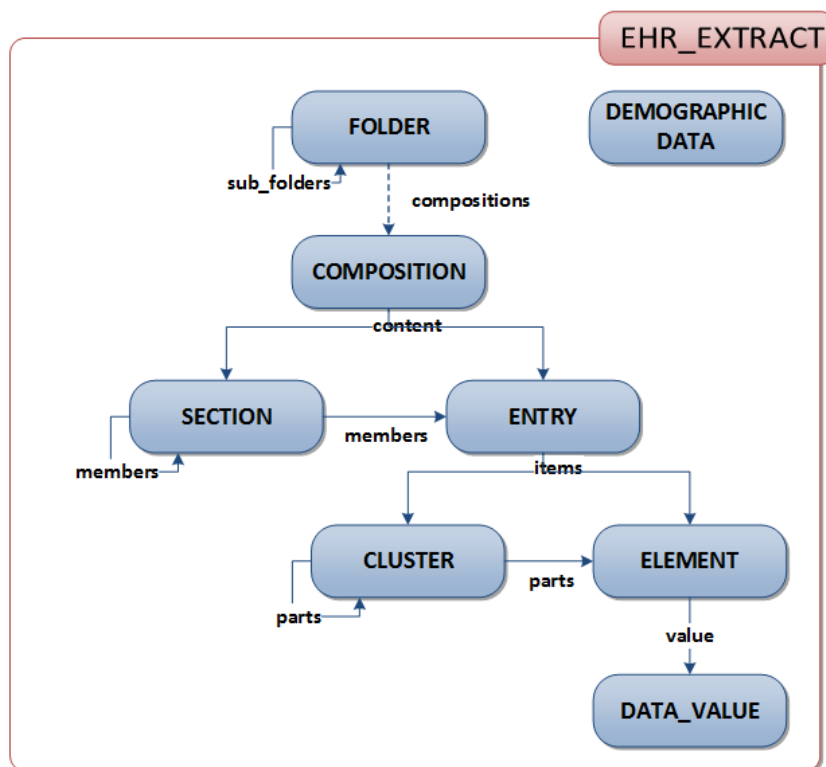 EHR_EXTRACT
FOLDER
DEMOGRAPHIC
DATA
sub_folders
compositions
COMPOSITION
content
SECTION
ENTRY
members
members
items
CLUSTER
ELEMENT
parts
parts
value
DATA_VALUE